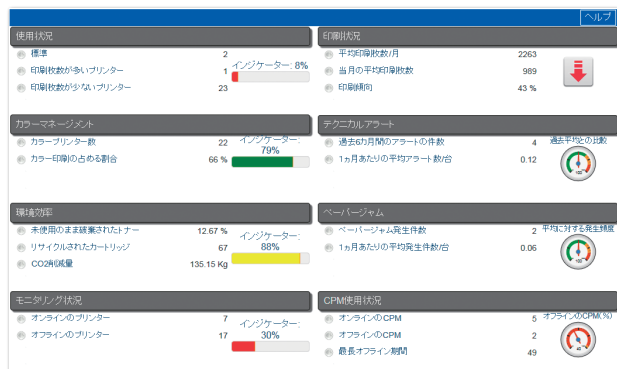 ヘルプ
使用状況
標準 2
印刷枚数が多いプリンター 1
印刷枚数が少ないプリンター 23
インジケーター: 8%
印刷状況
平均印刷枚数/月 2263
当月の平均印刷枚数 989
印刷傾向 43 %
カラーマネージメント
カラープリンター数 22
カラー印刷の占める割合 66 %
インジケーター:
79%
テクニカルアラート
過去6カ月間のアラートの件数 4
1ヵ月あたりの平均アラート数/台 0.12
過去平均との比較
100
環境効率
未使用のまま破棄されたトナー 12.67 %
リサイクルされたカートリッジ 67
CO2削減量 135.15 Kg
インジケーター:
88%
ペーパージャム
ペーパージャム発生件数 2
1ヵ月あたりの平均発生件数/台 0.06
平均に対する発生頻度
100
モニタリング状況
オンラインのプリンター 7
オフラインのプリンター 17
インジケーター:
30%
CPM使用状況
オンラインのCPM 5
オフラインのCPM 2
最長オフライン期間 49
オフラインのCPM(%)